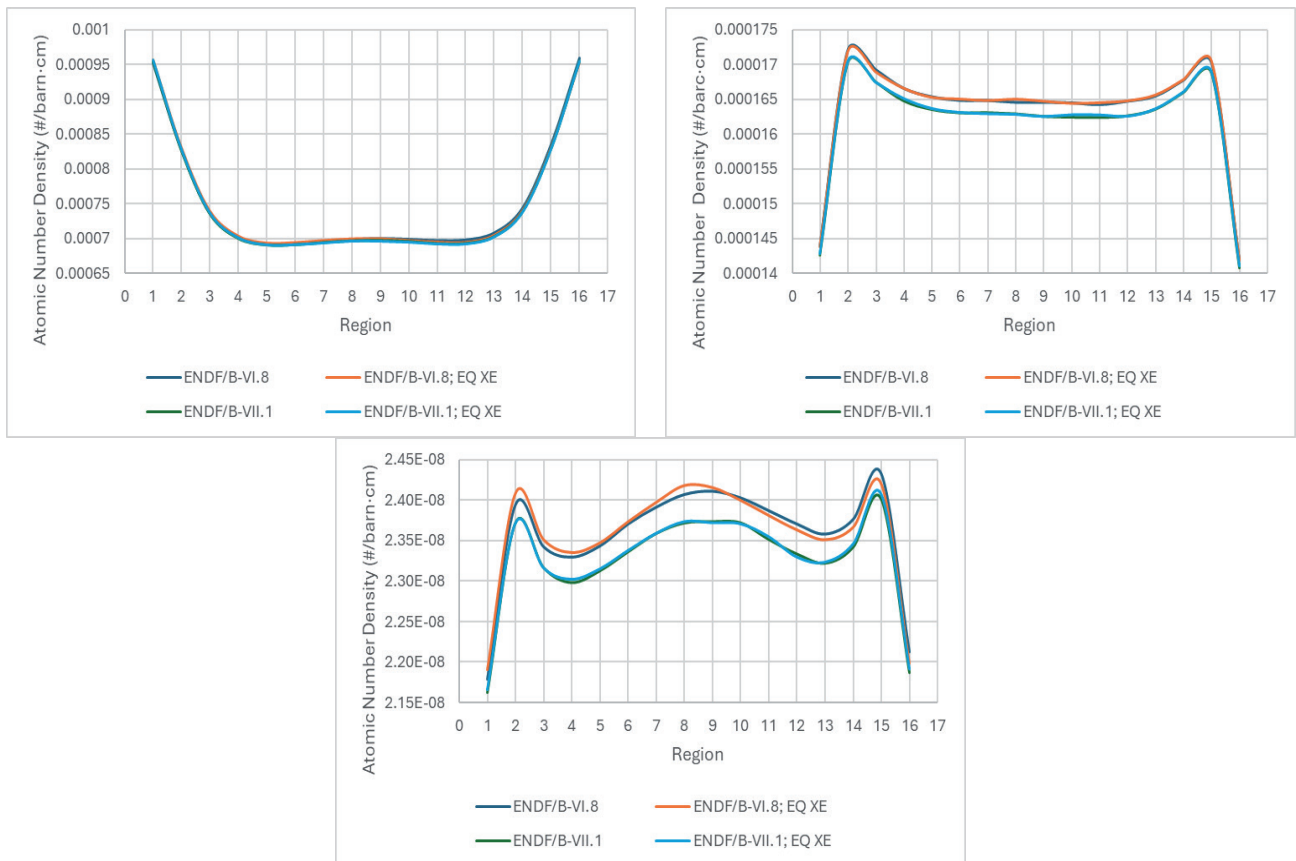 Atomic Number Density (#/barn·cm)
0.001
0.00095
0.0009
0.00085
0.0008
0.00075
0.0007
0.00065
0 1 2 3 4 5 6 7 8 9 10 11 12 13 14 15 16 17
Region
ENDF/B-VI.8 ENDF/B-VI.8; EQ XE
ENDF/B-VII.1 ENDF/B-VII.1; EQ XE
Atomic Number Density (#/barc·cm)
0.000175
0.00017
0.000165
0.00016
0.000155
0.00015
0.000145
0.00014
0 1 2 3 4 5 6 7 8 9 10 11 12 13 14 15 16 17
Region
ENDF/B-VI.8 ENDF/B-VI.8; EQ XE
ENDF/B-VII.1 ENDF/B-VII.1; EQ XE
Atomic Number Density (#/barn·cm)
2.45E-08
2.40E-08
2.35E-08
2.30E-08
2.25E-08
2.20E-08
2.15E-08
0 1 2 3 4 5 6 7 8 9 10 11 12 13 14 15 16 17
Region
ENDF/B-VI.8 ENDF/B-VI.8; EQ XE
ENDF/B-VII.1 ENDF/B-VII.1; EQ XE